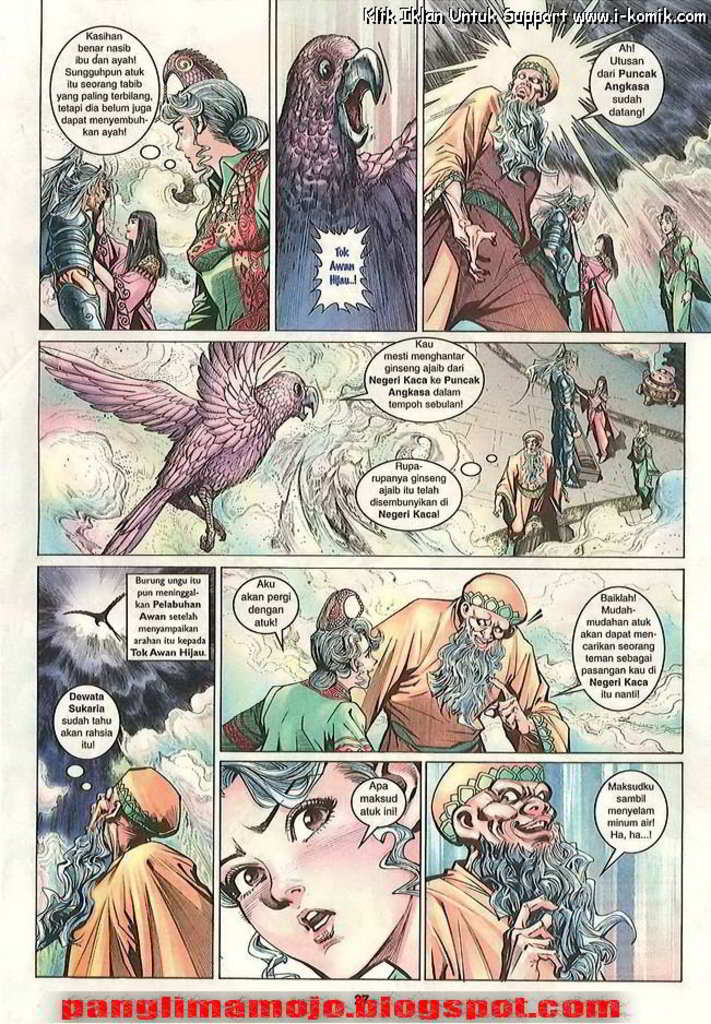 Klik Iklan Untuk Support www.i-komik.com
Kasihan
benar nasib
ibu dan ayah!
Sungguhpun atuk
itu seorang tabib
yang paling terbilang,
tetapi dia belum juga
dapat menyembuh-
kan ayah!
Tok
Awan
Hijau..!
Ah!
Utusan
dari Puncak
Angkasa
sudah
datang!
Kau
mesti menghantar
ginseng ajaib dari
Negeri Kaca ke Puncak
Angkasa dalam
tempoh sebulan!
Rupa-
rupanya ginseng
ajaib itu telah
disembunyikan di
Negeri Kaca!
Burung ungu itu
pun meninggal-
kan Pelabuhan
Awan setelah
menyampaikan
arahan itu kepada
Tok Awan Hijau.
Dewata
Sukaria
sudah tahu
akan rahsia
itu!
Aku
akan pergi
dengan
atuk!
Baiklah!
Mudah-
mudahan atuk
akan dapat men-
carikan seorang
teman sebagai
pasangan kau di
Negeri Kaca
itu nanti!
Apa
maksud
atuk ini!
Maksudku
sambil
menyelam
minum air!
Ha, ha...!
27
panglimamojo.blogspot.com